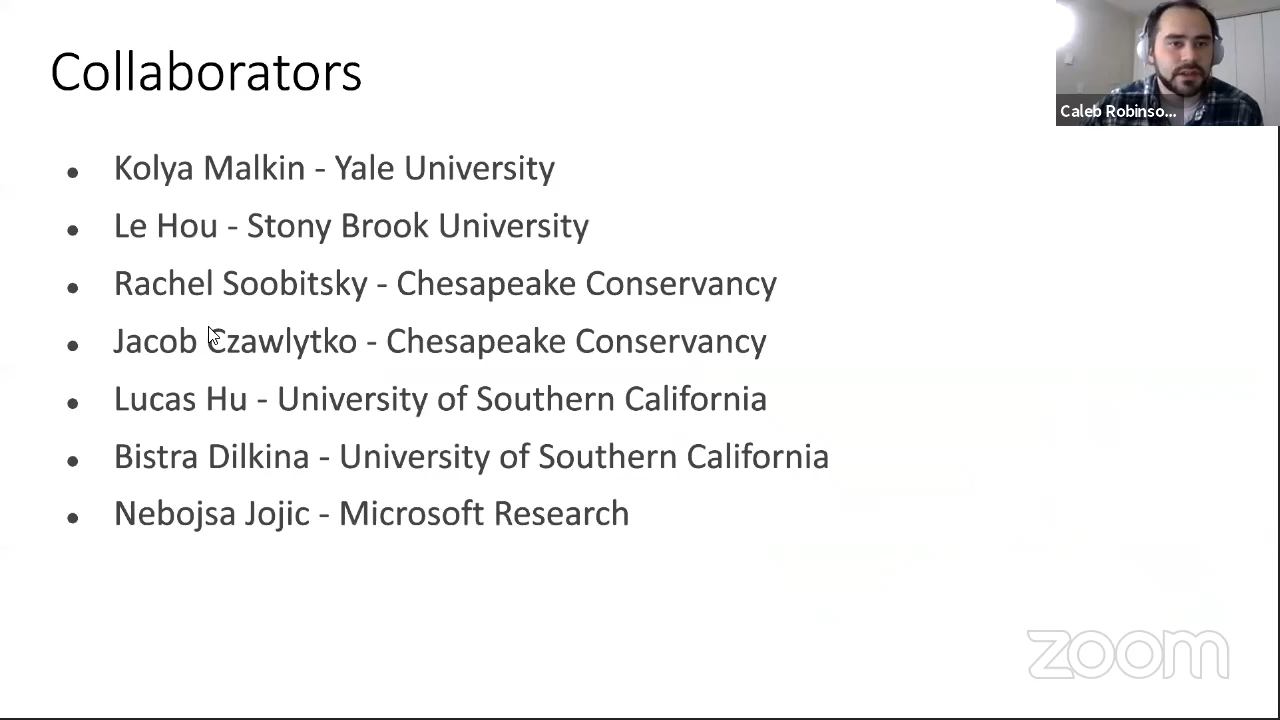 Collaborators
Caleb Robinso...
• Kolya Malkin - Yale University
• Le Hou - Stony Brook University
• Rachel Soobitsky - Chesapeake Conservancy
• Jacob Czawlytko - Chesapeake Conservancy
• Lucas Hu - University of Southern California
• Bistra Dilkina - University of Southern California
• Nebojsa Jojic - Microsoft Research
zoom